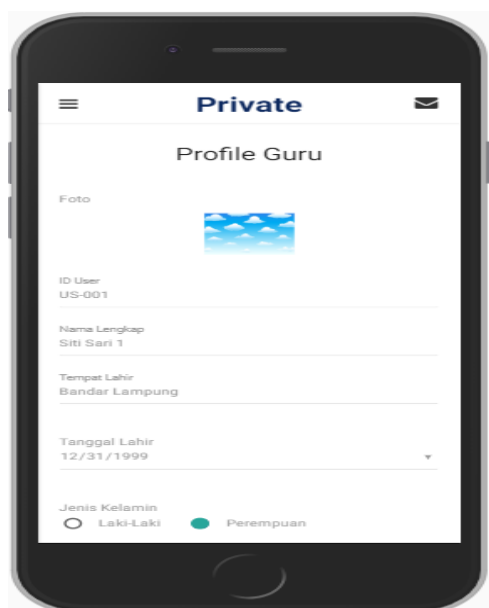 Private
Profile Guru
Foto
ID User
US-001
Nama Lengkap
Siti Sari 1
Tempat Lahir
Bandar Lampung
Tanggal Lahir
12/31/1999
Jenis Kelamin
Laki-Laki Perempuan